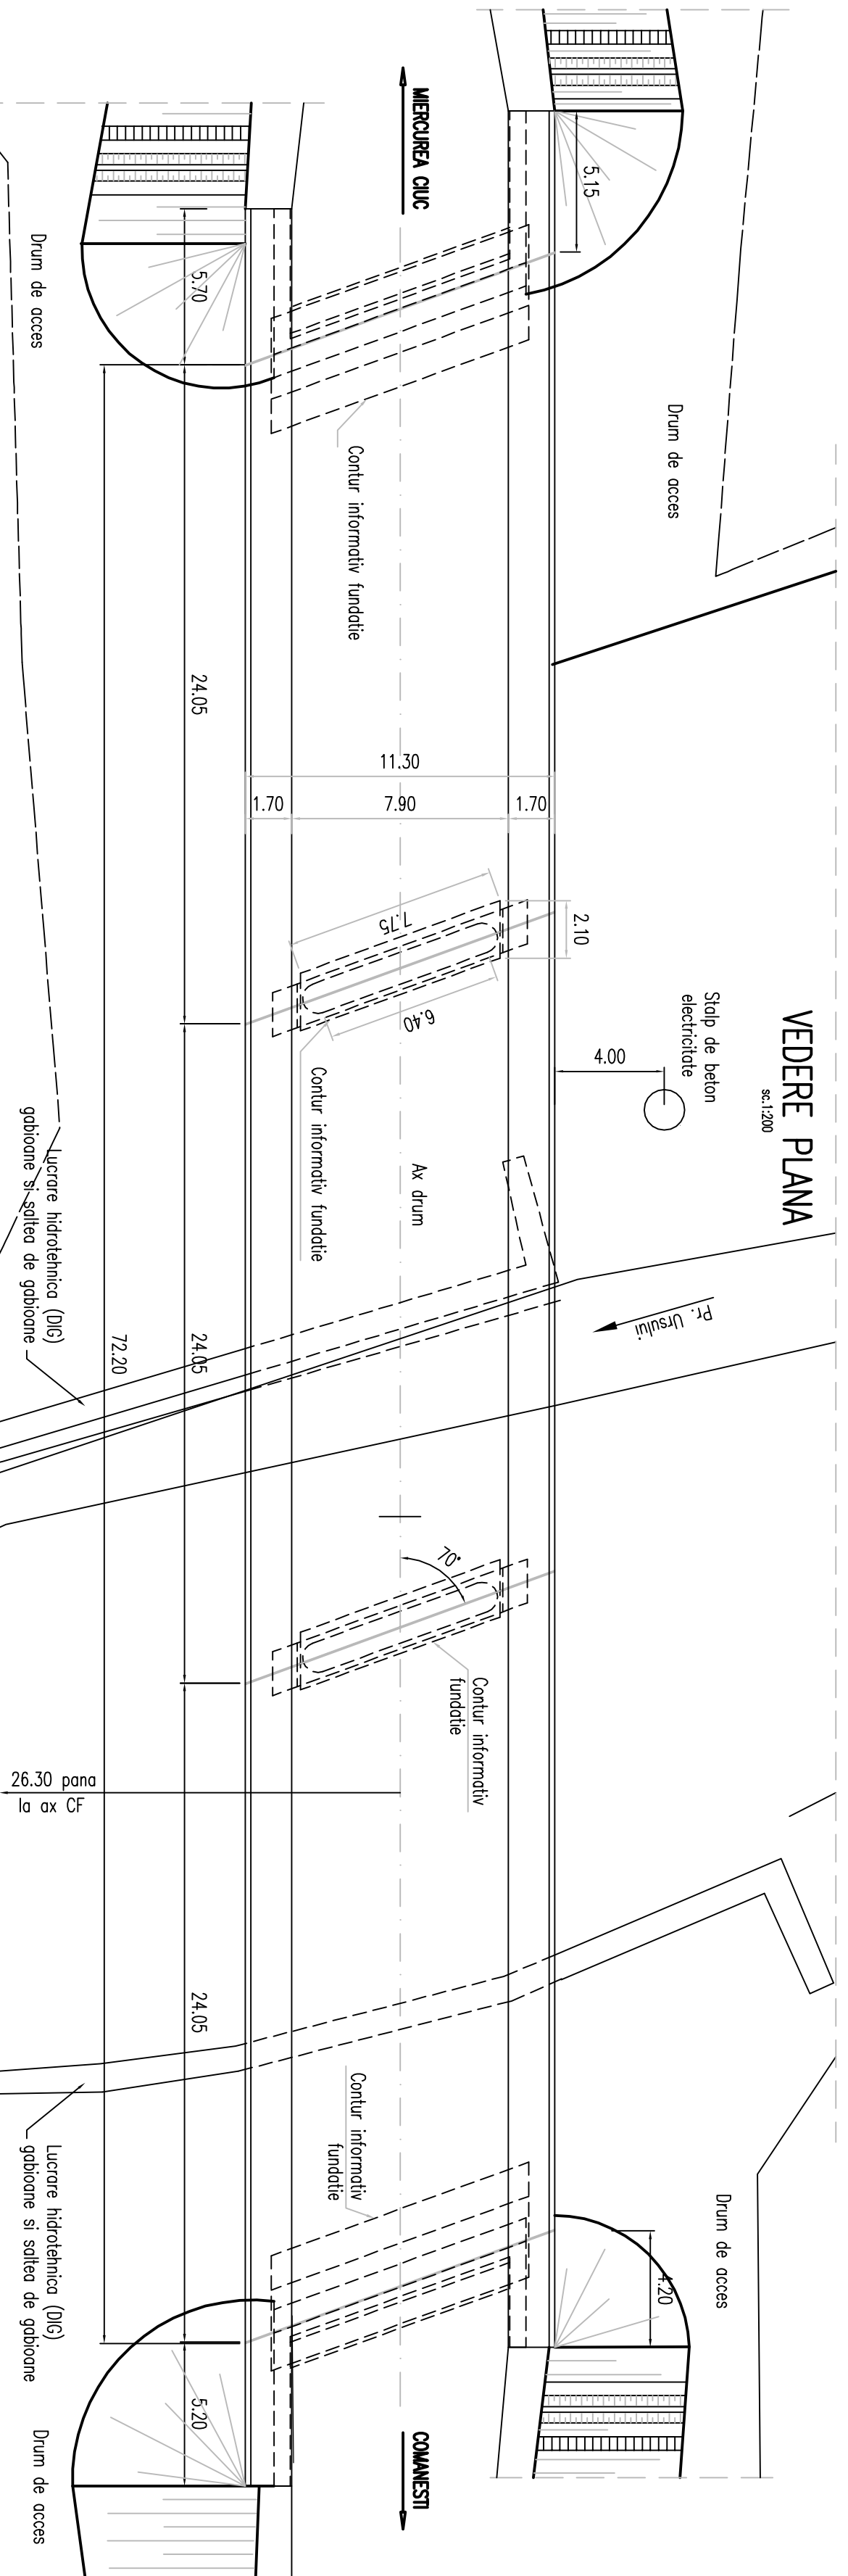 VEDERE PLANA
sc.1:200
MIERCUREA CIUC
COMANESTI
5.15
5.70
Drum de acces
Drum de acces
Contur informativ fundatie
24.05
11.30
1.70
7.90
1.70
7.75
2.10
6.40
Stalp de beton
electricitate
4.00
Contur informativ fundatie
Ax drum
Pr. Ursului
Lucrare hidrotehnica (DIG)
gabioane si saltea de gabioane
72.20
24.05
70°
Contur informativ
fundatie
26.30 pana
la ax CF
24.05
Contur informativ
fundatie
Lucrare hidrotehnica (DIG)
gabioane si saltea de gabioane
Drum de acces
4.20
5.20
Drum de acces